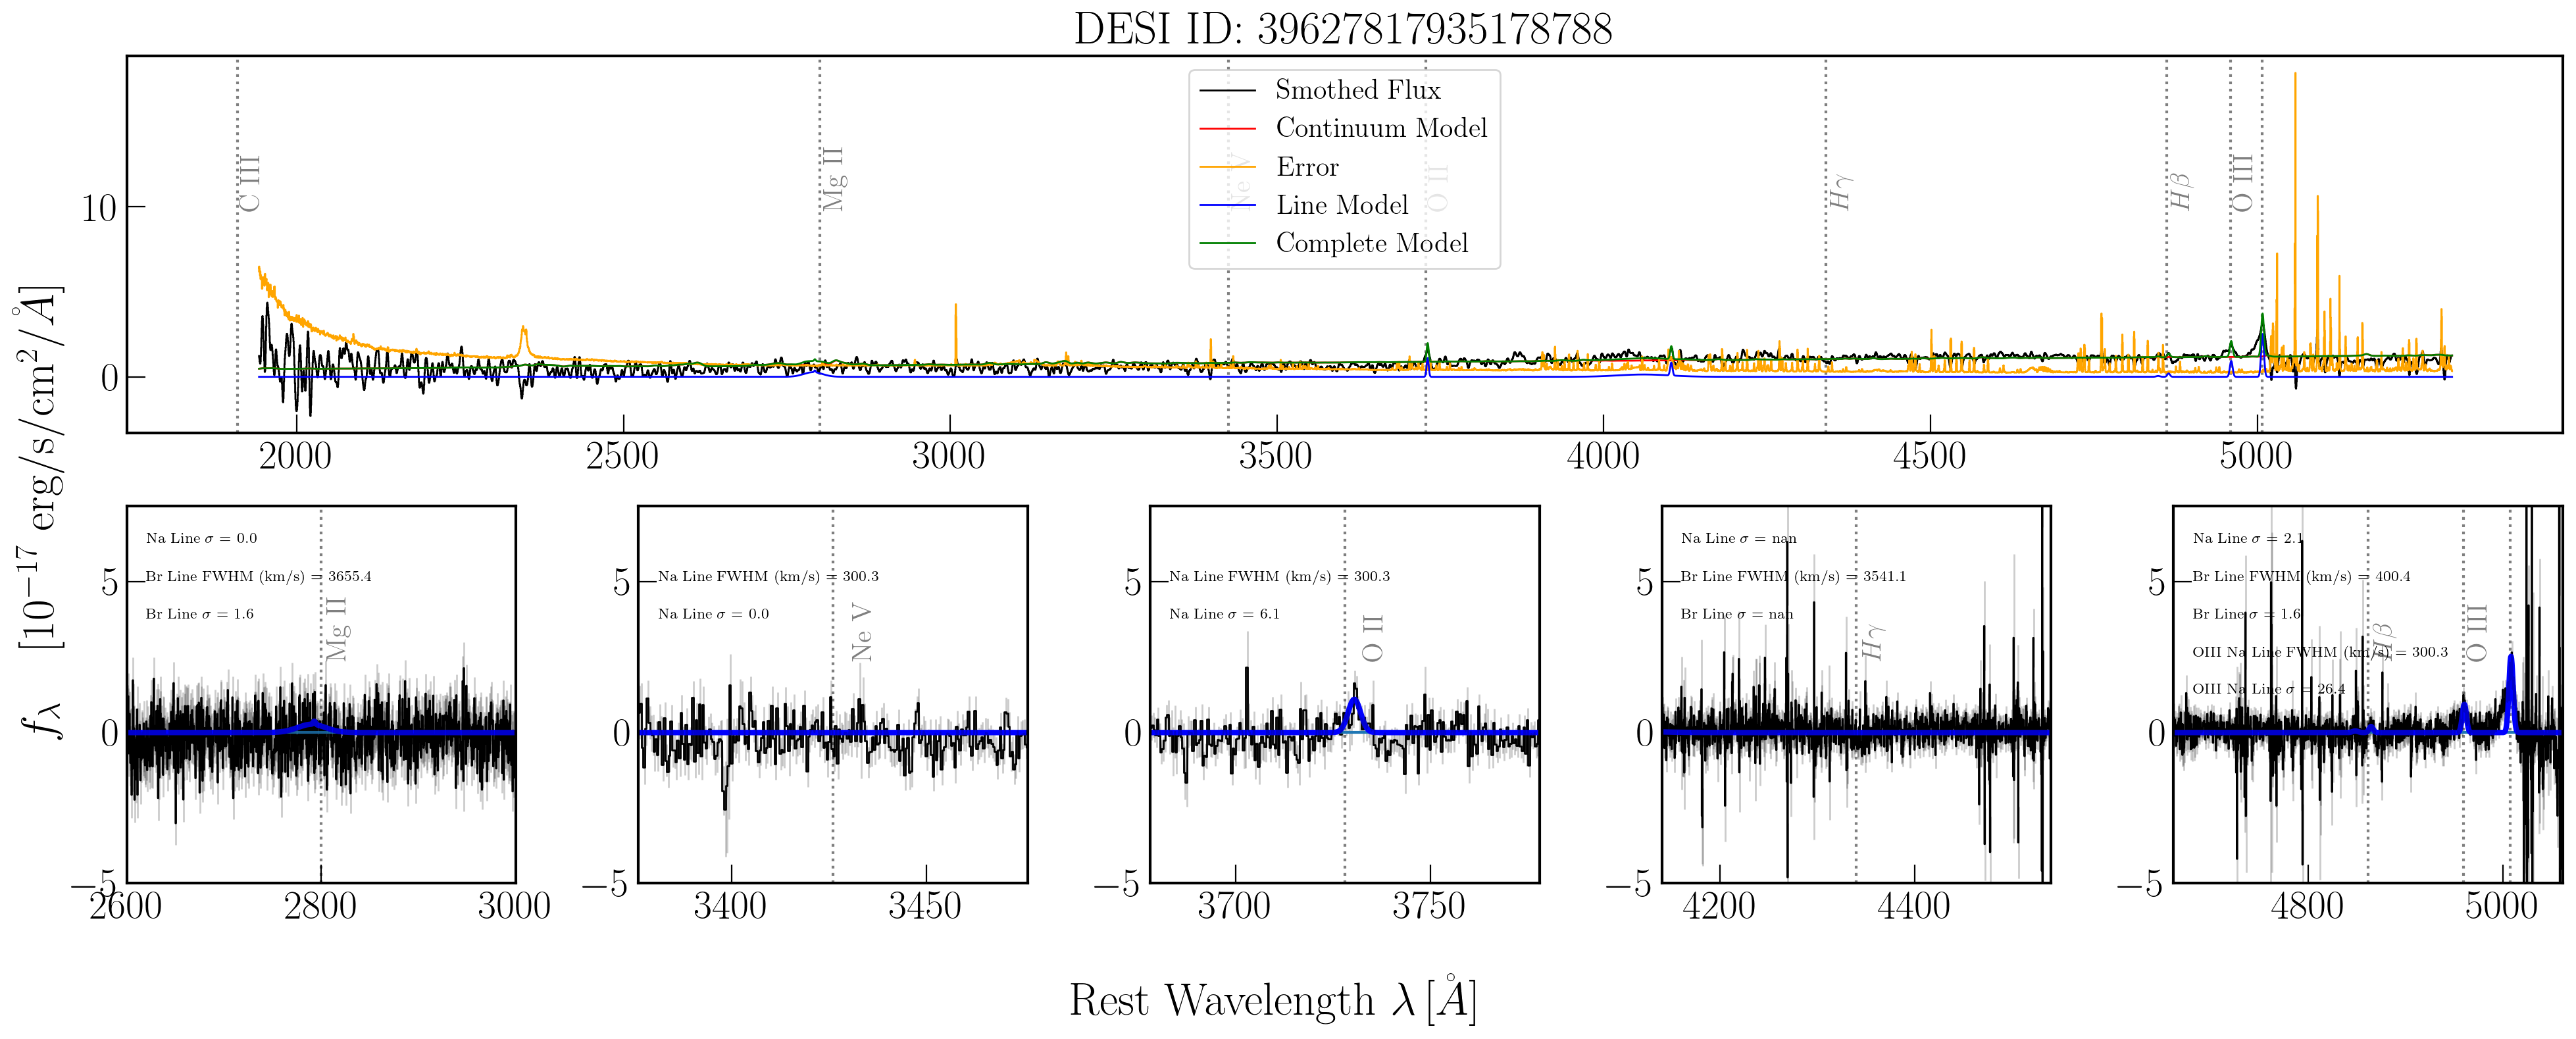 DESI ID: 39627817935178788
Smothed Flux
Continuum Model
Error
Line Model
Complete Model
C III
Mg II
Ne V
O II
Hγ
Hβ
O III
10
0
2000 2500 3000 3500 4000 4500 5000
f_λ [10^{-17} erg/s/cm^2/Å]
Na Line σ = 0.0
Br Line FWHM (km/s) = 3655.4
Br Line σ = 1.6
Mg II
5
0
−5
2600 2800 3000
Na Line FWHM (km/s) = 300.3
Na Line σ = 0.0
Ne V
5
0
−5
3400 3450
Na Line FWHM (km/s) = 300.3
Na Line σ = 6.1
O II
5
0
−5
3700 3750
Na Line σ = nan
Br Line FWHM (km/s) = 3541.1
Br Line σ = nan
Hγ
5
0
−5
4200 4400
Na Line σ = 2.1
Br Line FWHM (km/s) = 400.4
Br Line σ = 1.6
OIII Na Line FWHM (km/s) = 300.3
OIII Na Line σ = 26.4
Hβ
O III
5
0
−5
4800 5000
Rest Wavelength λ [Å]